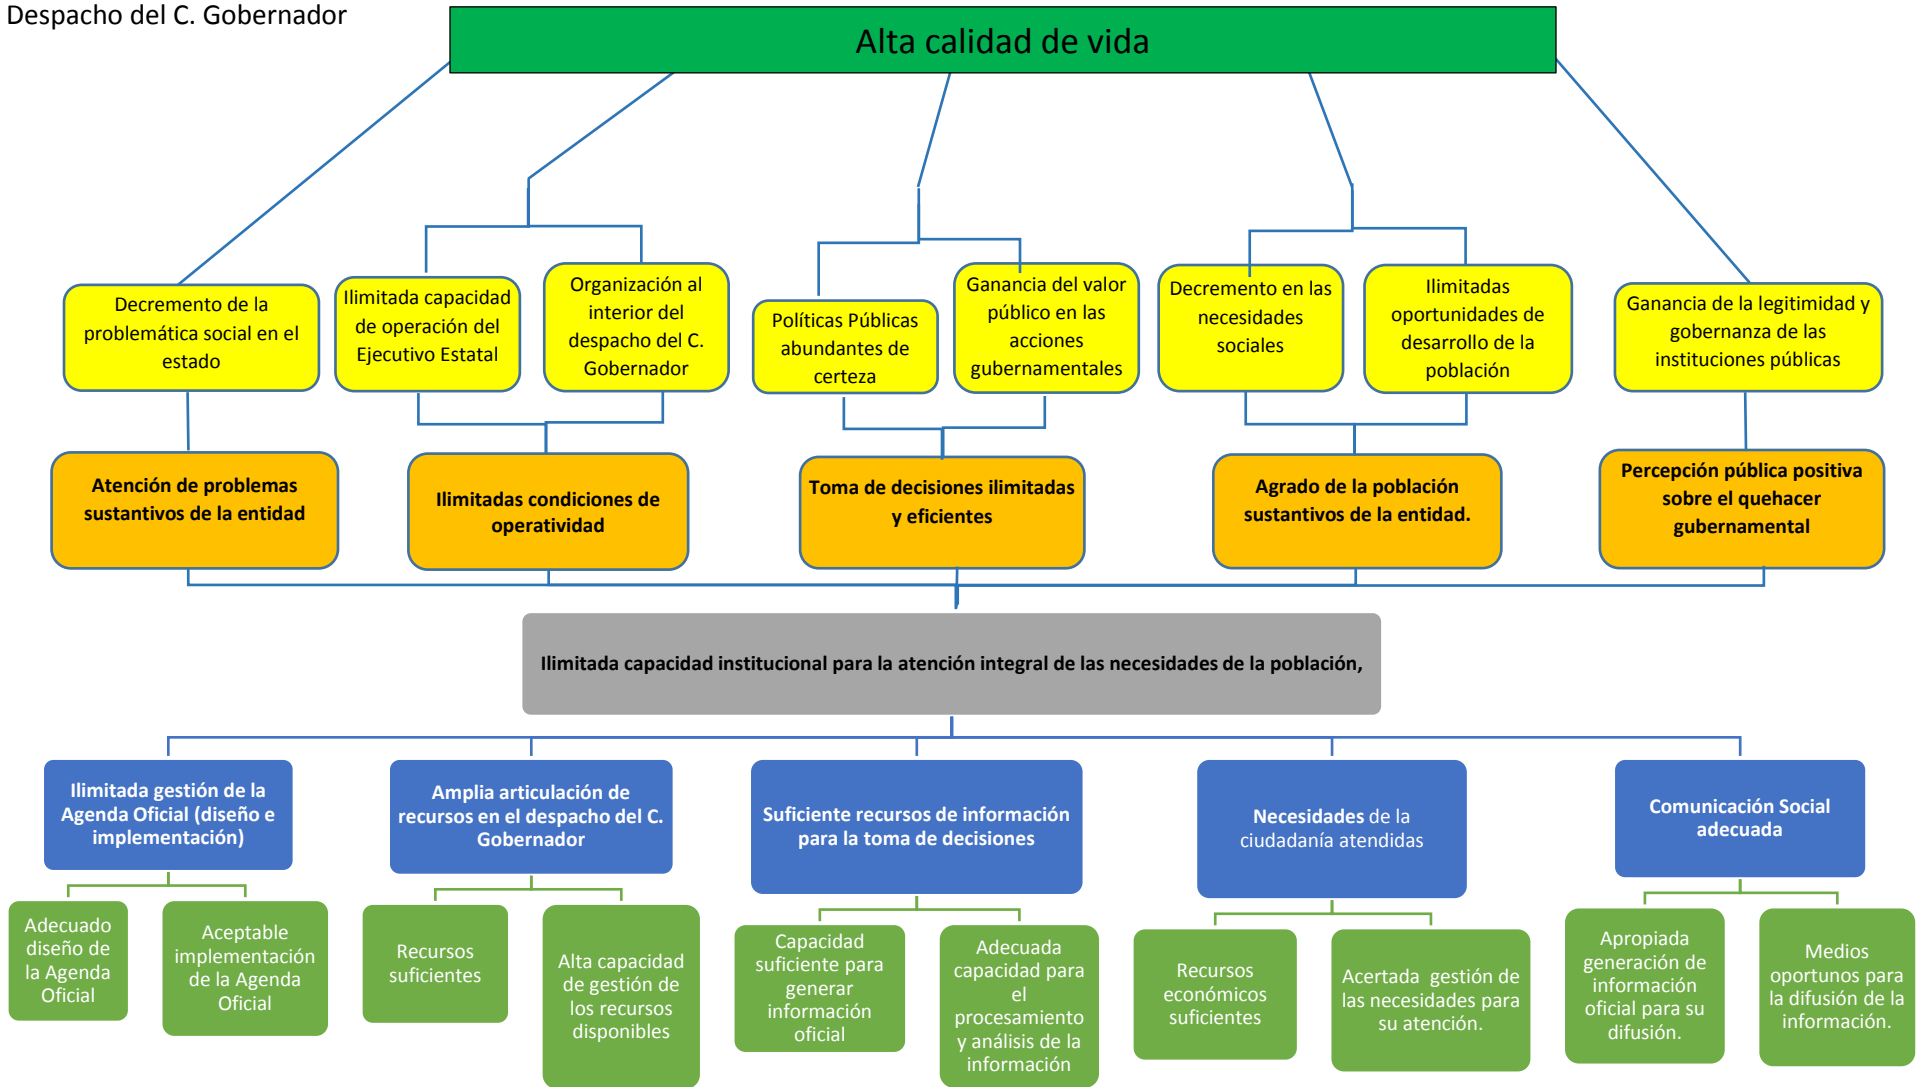 Despacho del C. Gobernador
Alta calidad de vida
Decremento de la
problemática social en el
estado
Ilimitada capacidad
de operación del
Ejecutivo Estatal
Organización al
interior del
despacho del C.
Gobernador
Políticas Públicas
abundantes de
certeza
Ganancia del valor
público en las
acciones
gubernamentales
Decremento en las
necesidades
sociales
Ilimitadas
oportunidades de
desarrollo de la
población
Ganancia de la legitimidad y
gobernanza de las
instituciones públicas
Atención de problemas
sustantivos de la entidad
Ilimitadas condiciones de
operatividad
Toma de decisiones ilimitadas
y eficientes
Agrado de la población
sustantivos de la entidad.
Percepción pública positiva
sobre el quehacer
gubernamental
Ilimitada capacidad institucional para la atención integral de las necesidades de la población,
Ilimitada gestión de la
Agenda Oficial (diseño e
implementación)
Amplia articulación de
recursos en el despacho del C.
Gobernador
Suficiente recursos de información
para la toma de decisiones
Necesidades de la
ciudadanía atendidas
Comunicación Social
adecuada
Adecuado
diseño de
la Agenda
Oficial
Aceptable
implementación
de la Agenda
Oficial
Recursos
suficientes
Alta capacidad
de gestión de
los recursos
disponibles
Capacidad
suficiente para
generar
información
oficial
Adecuada
capacidad para
el
procesamiento
y análisis de la
información
Recursos
económicos
suficientes
Acertada  gestión de
las necesidades para
su atención.
Apropiada
generación de
información
oficial para su
difusión.
Medios
oportunos para
la difusión de la
información.